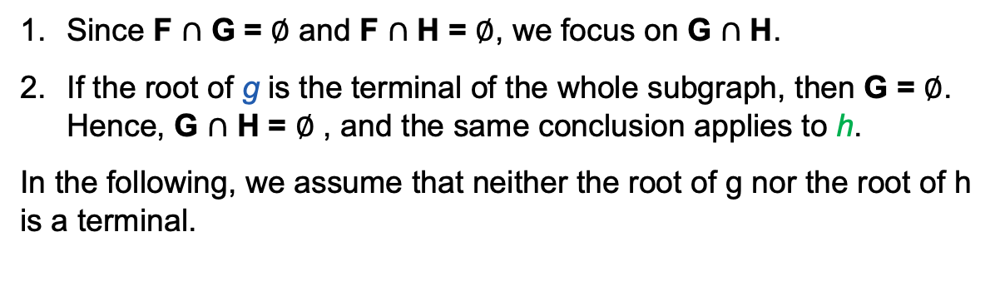 1. Since F ∩ G = ∅ and F ∩ H = ∅, we focus on G ∩ H.
2. If the root of g is the terminal of the whole subgraph, then G = ∅.
Hence, G ∩ H = ∅ , and the same conclusion applies to h.
In the following, we assume that neither the root of g nor the root of h
is a terminal.